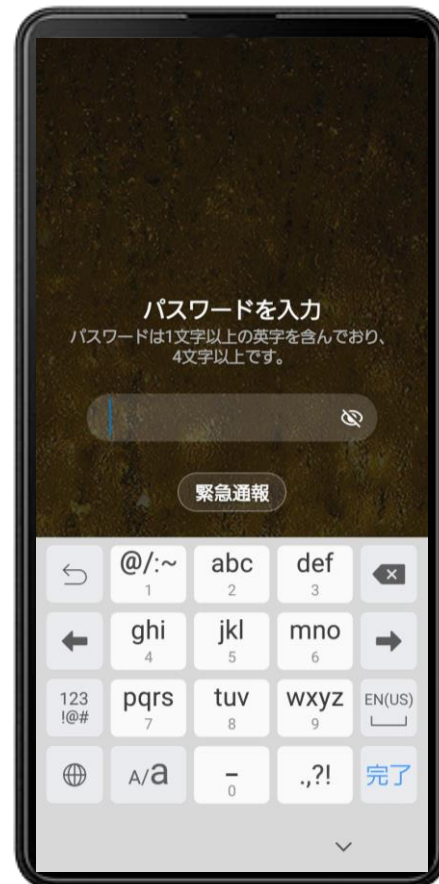 パスワードを入力
パスワードは1文字以上の英字を含んでおり、
4文字以上です。
緊急通報
@/:~ abc def
1 2 3
ghi jkl mno
4 5 6
123 pqrs tuv wxyz EN(US)
!@# 7 8 9
A/a - .,?! 完了
0